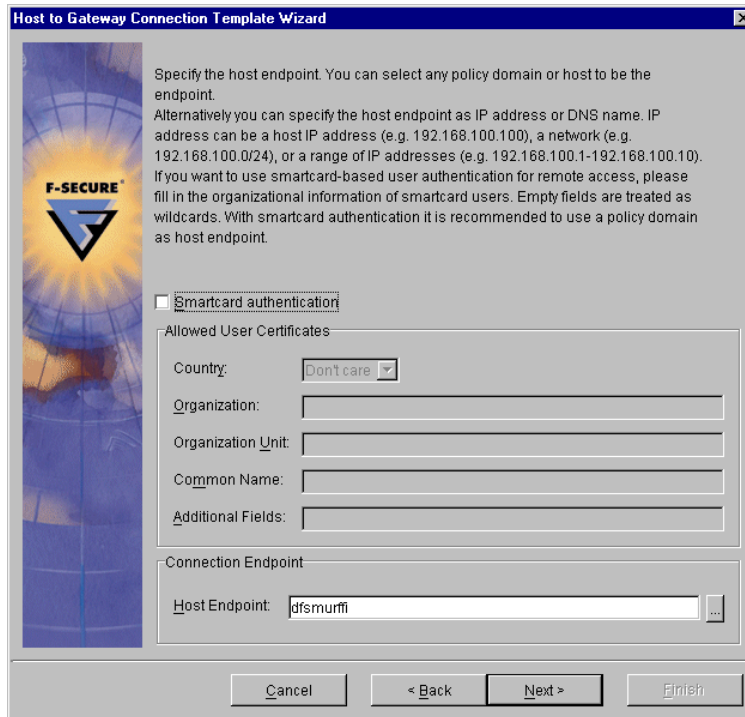 Host to Gateway Connection Template Wizard
Specify the host endpoint. You can select any policy domain or host to be the
endpoint.
Alternatively you can specify the host endpoint as IP address or DNS name. IP
address can be a host IP address (e.g. 192.168.100.100), a network (e.g.
192.168.100.0/24), or a range of IP addresses (e.g. 192.168.100.1-192.168.100.10).
If you want to use smartcard-based user authentication for remote access, please
fill in the organizational information of smartcard users. Empty fields are treated as
wildcards. With smartcard authentication it is recommended to use a policy domain
as host endpoint.
F-SECURE®
Smartcard authentication
Allowed User Certificates
Country: Don't care
Organization:
Organization Unit:
Common Name:
Additional Fields:
Connection Endpoint
Host Endpoint: dfsmurffi ...
Cancel < Back Next > Finish